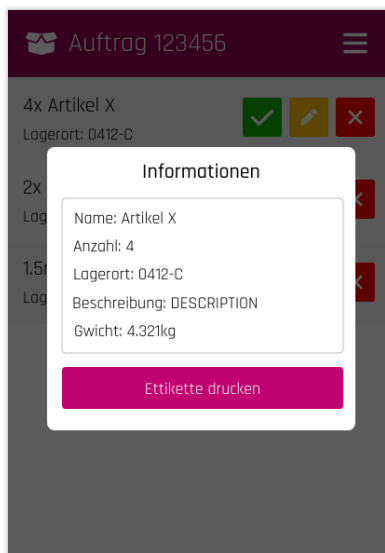 Auftrag 123456
4x Artikel X
Lagerort: 0412-C
Informationen
2x
Lag
Name: Artikel X
Anzahl: 4
Lagerort: 0412-C
Beschreibung: DESCRIPTION
Gwicht: 4.321kg
1.5
Lag
Ettikette drucken